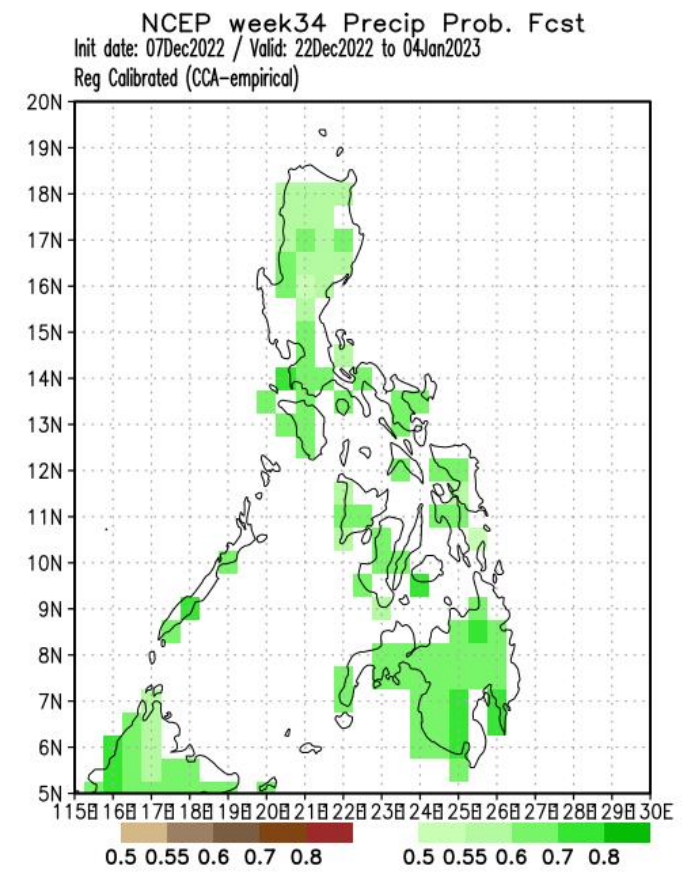 NCEP week34 Precip Prob. Fcst
Init date: 07Dec2022 / Valid: 22Dec2022 to 04Jan2023
Reg Calibrated (CCA-empirical)
20N
19N
18N
17N
16N
15N
14N
13N
12N
11N
10N
9N
8N
7N
6N
5N
115E 116E 117E 118E 119E 120E 121E 122E 123E 124E 125E 126E 127E 128E 129E 130E
0.5 0.55 0.6 0.7 0.8 0.5 0.55 0.6 0.7 0.8